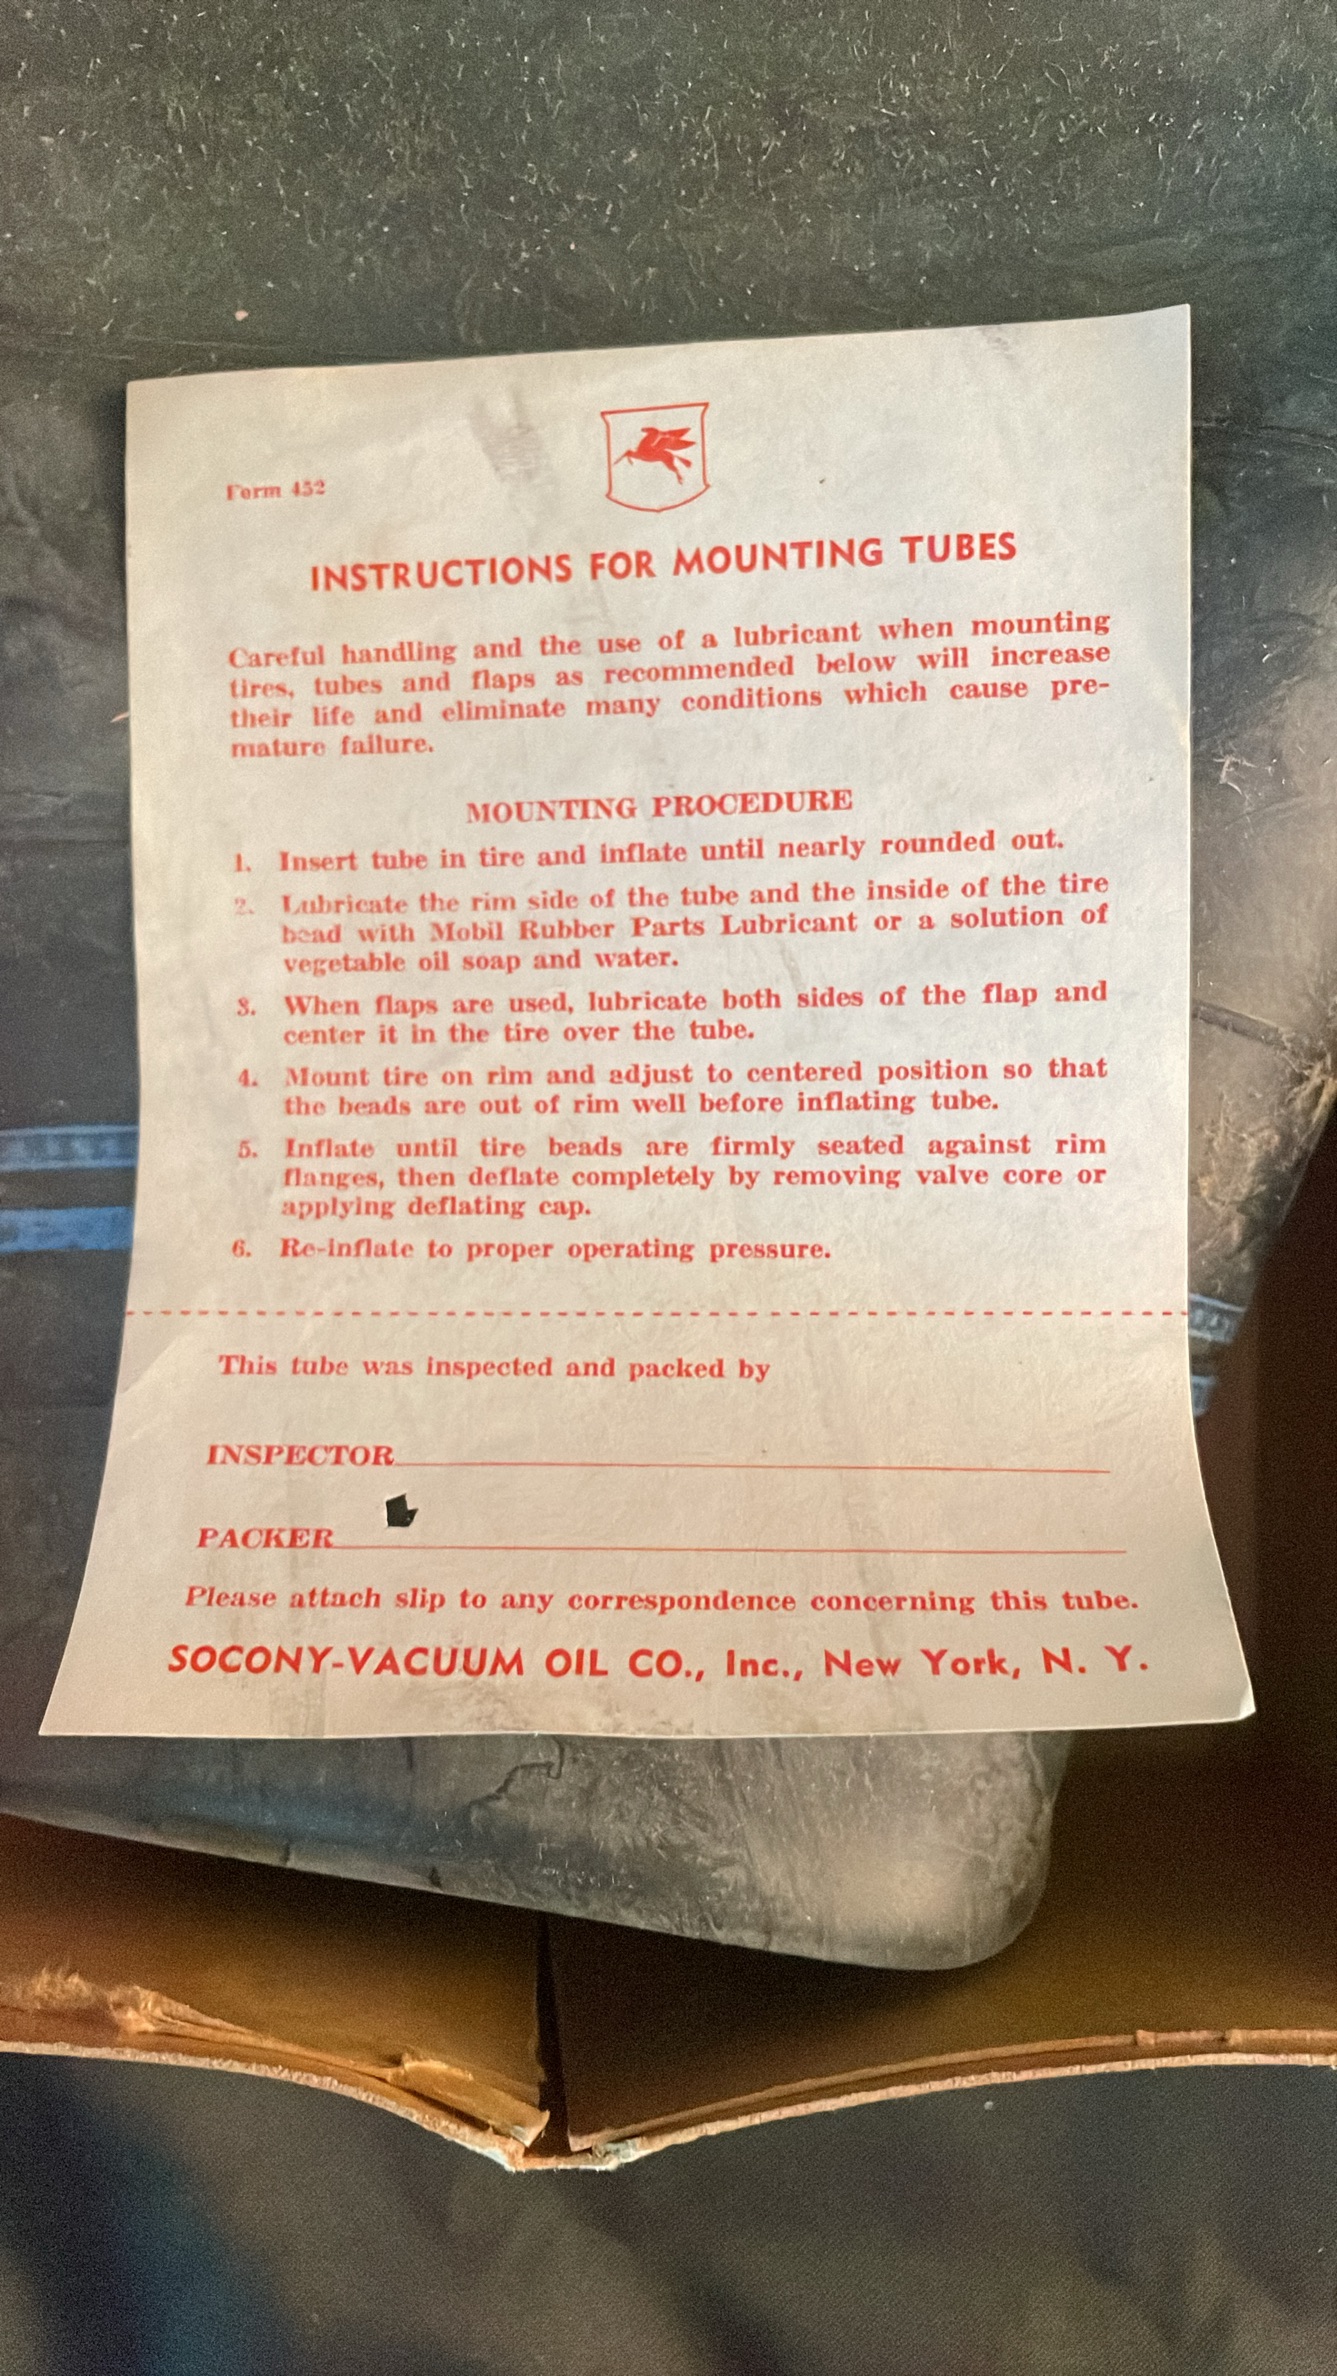 Form 452
INSTRUCTIONS FOR MOUNTING TUBES
Careful handling and the use of a lubricant when mounting
tires, tubes and flaps as recommended below will increase
their life and eliminate many conditions which cause pre-
mature failure.
MOUNTING PROCEDURE
1. Insert tube in tire and inflate until nearly rounded out.
2. Lubricate the rim side of the tube and the inside of the tire
bead with Mobil Rubber Parts Lubricant or a solution of
vegetable oil soap and water.
3. When flaps are used, lubricate both sides of the flap and
center it in the tire over the tube.
4. Mount tire on rim and adjust to centered position so that
the beads are out of rim well before inflating tube.
5. Inflate until tire beads are firmly seated against rim
flanges, then deflate completely by removing valve core or
applying deflating cap.
6. Re-inflate to proper operating pressure.
This tube was inspected and packed by
INSPECTOR
PACKER
Please attach slip to any correspondence concerning this tube.
SOCONY-VACUUM OIL CO., Inc., New York, N. Y.